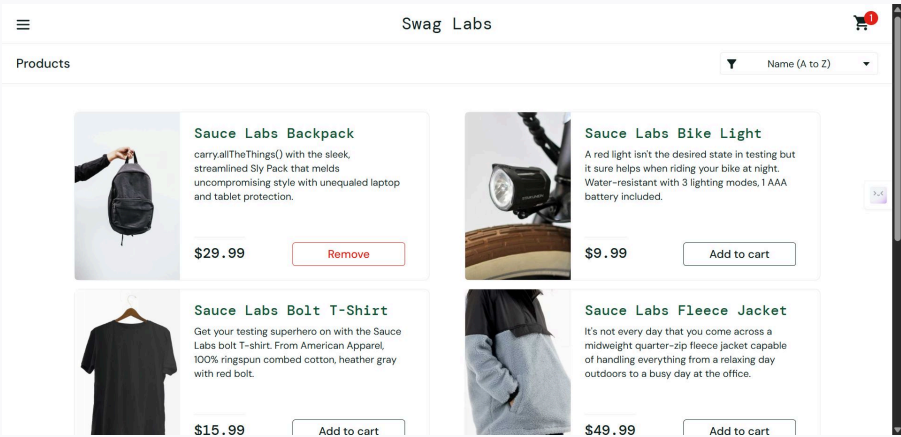 Swag Labs
1
Products
Name (A to Z)
Sauce Labs Backpack
carry.allTheThings() with the sleek,
streamlined Sly Pack that melds
uncompromising style with unequaled laptop
and tablet protection.
$29.99
Remove
Sauce Labs Bike Light
A red light isn't the desired state in testing but
it sure helps when riding your bike at night.
Water-resistant with 3 lighting modes, 1 AAA
battery included.
$9.99
Add to cart
Sauce Labs Bolt T-Shirt
Get your testing superhero on with the Sauce
Labs bolt T-shirt. From American Apparel,
100% ringspun combed cotton, heather gray
with red bolt.
$15.99
Add to cart
Sauce Labs Fleece Jacket
It's not every day that you come across a
midweight quarter-zip fleece jacket capable
of handling everything from a relaxing day
outdoors to a busy day at the office.
$49.99
Add to cart